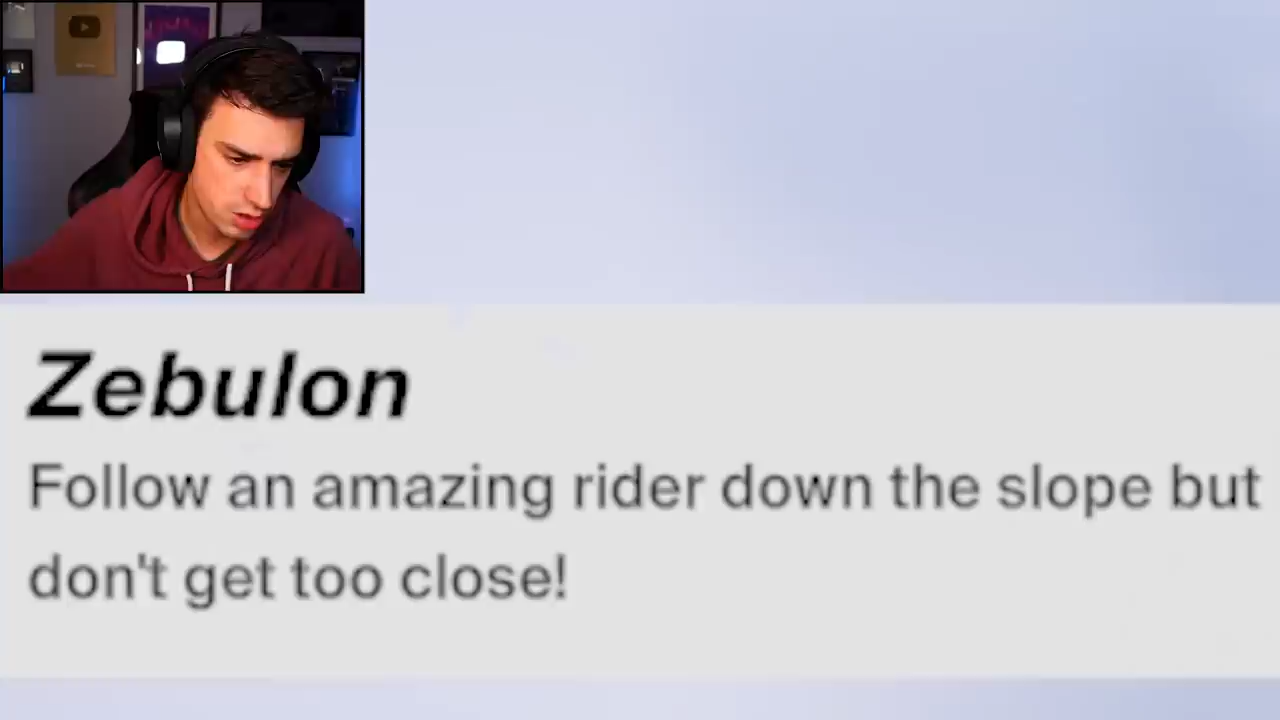 Zebulon
Follow an amazing rider down the slope but
don't get too close!